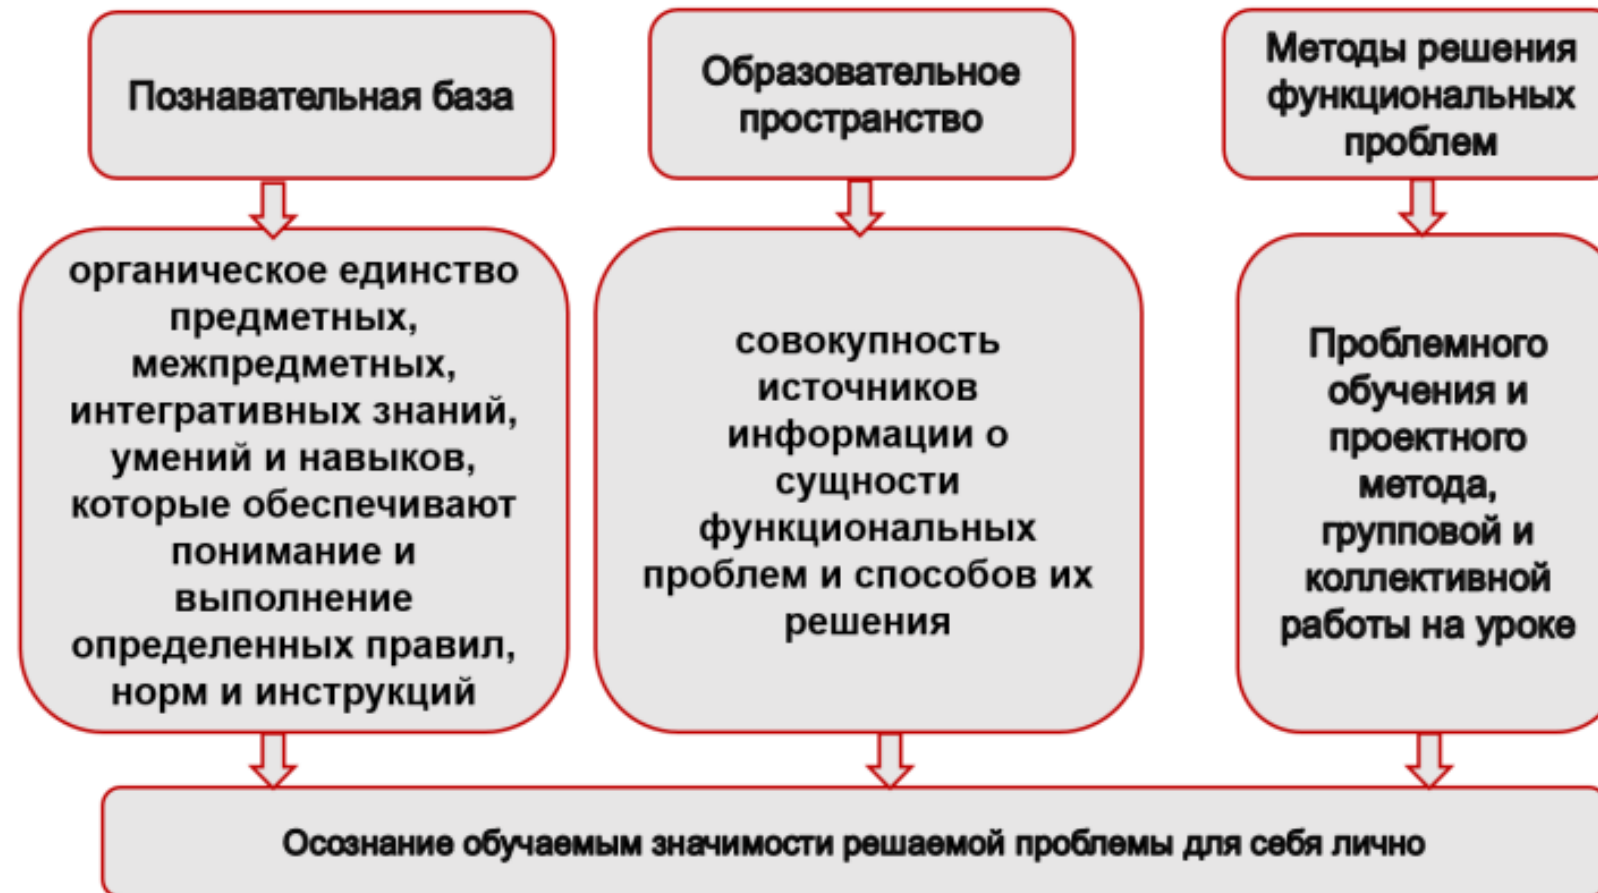 Познавательная база
Образовательное
пространство
Методы решения
функциональных
проблем
органическое единство
предметных,
межпредметных,
интегративных знаний,
умений и навыков,
которые обеспечивают
понимание и
выполнение
определенных правил,
норм и инструкций
совокупность
источников
информации о
сущности
функциональных
проблем и способов их
решения
Проблемного
обучения и
проектного
метода,
групповой и
коллективной
работы на уроке
Осознание обучаемым значимости решаемой проблемы для себя лично